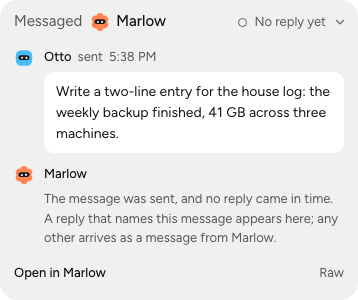 Messaged Marlow No reply yet
Otto sent 5:38 PM
Write a two-line entry for the house log: the
weekly backup finished, 41 GB across three
machines.
Marlow
The message was sent, and no reply came in time.
A reply that names this message appears here; any
other arrives as a message from Marlow.
Open in Marlow Raw